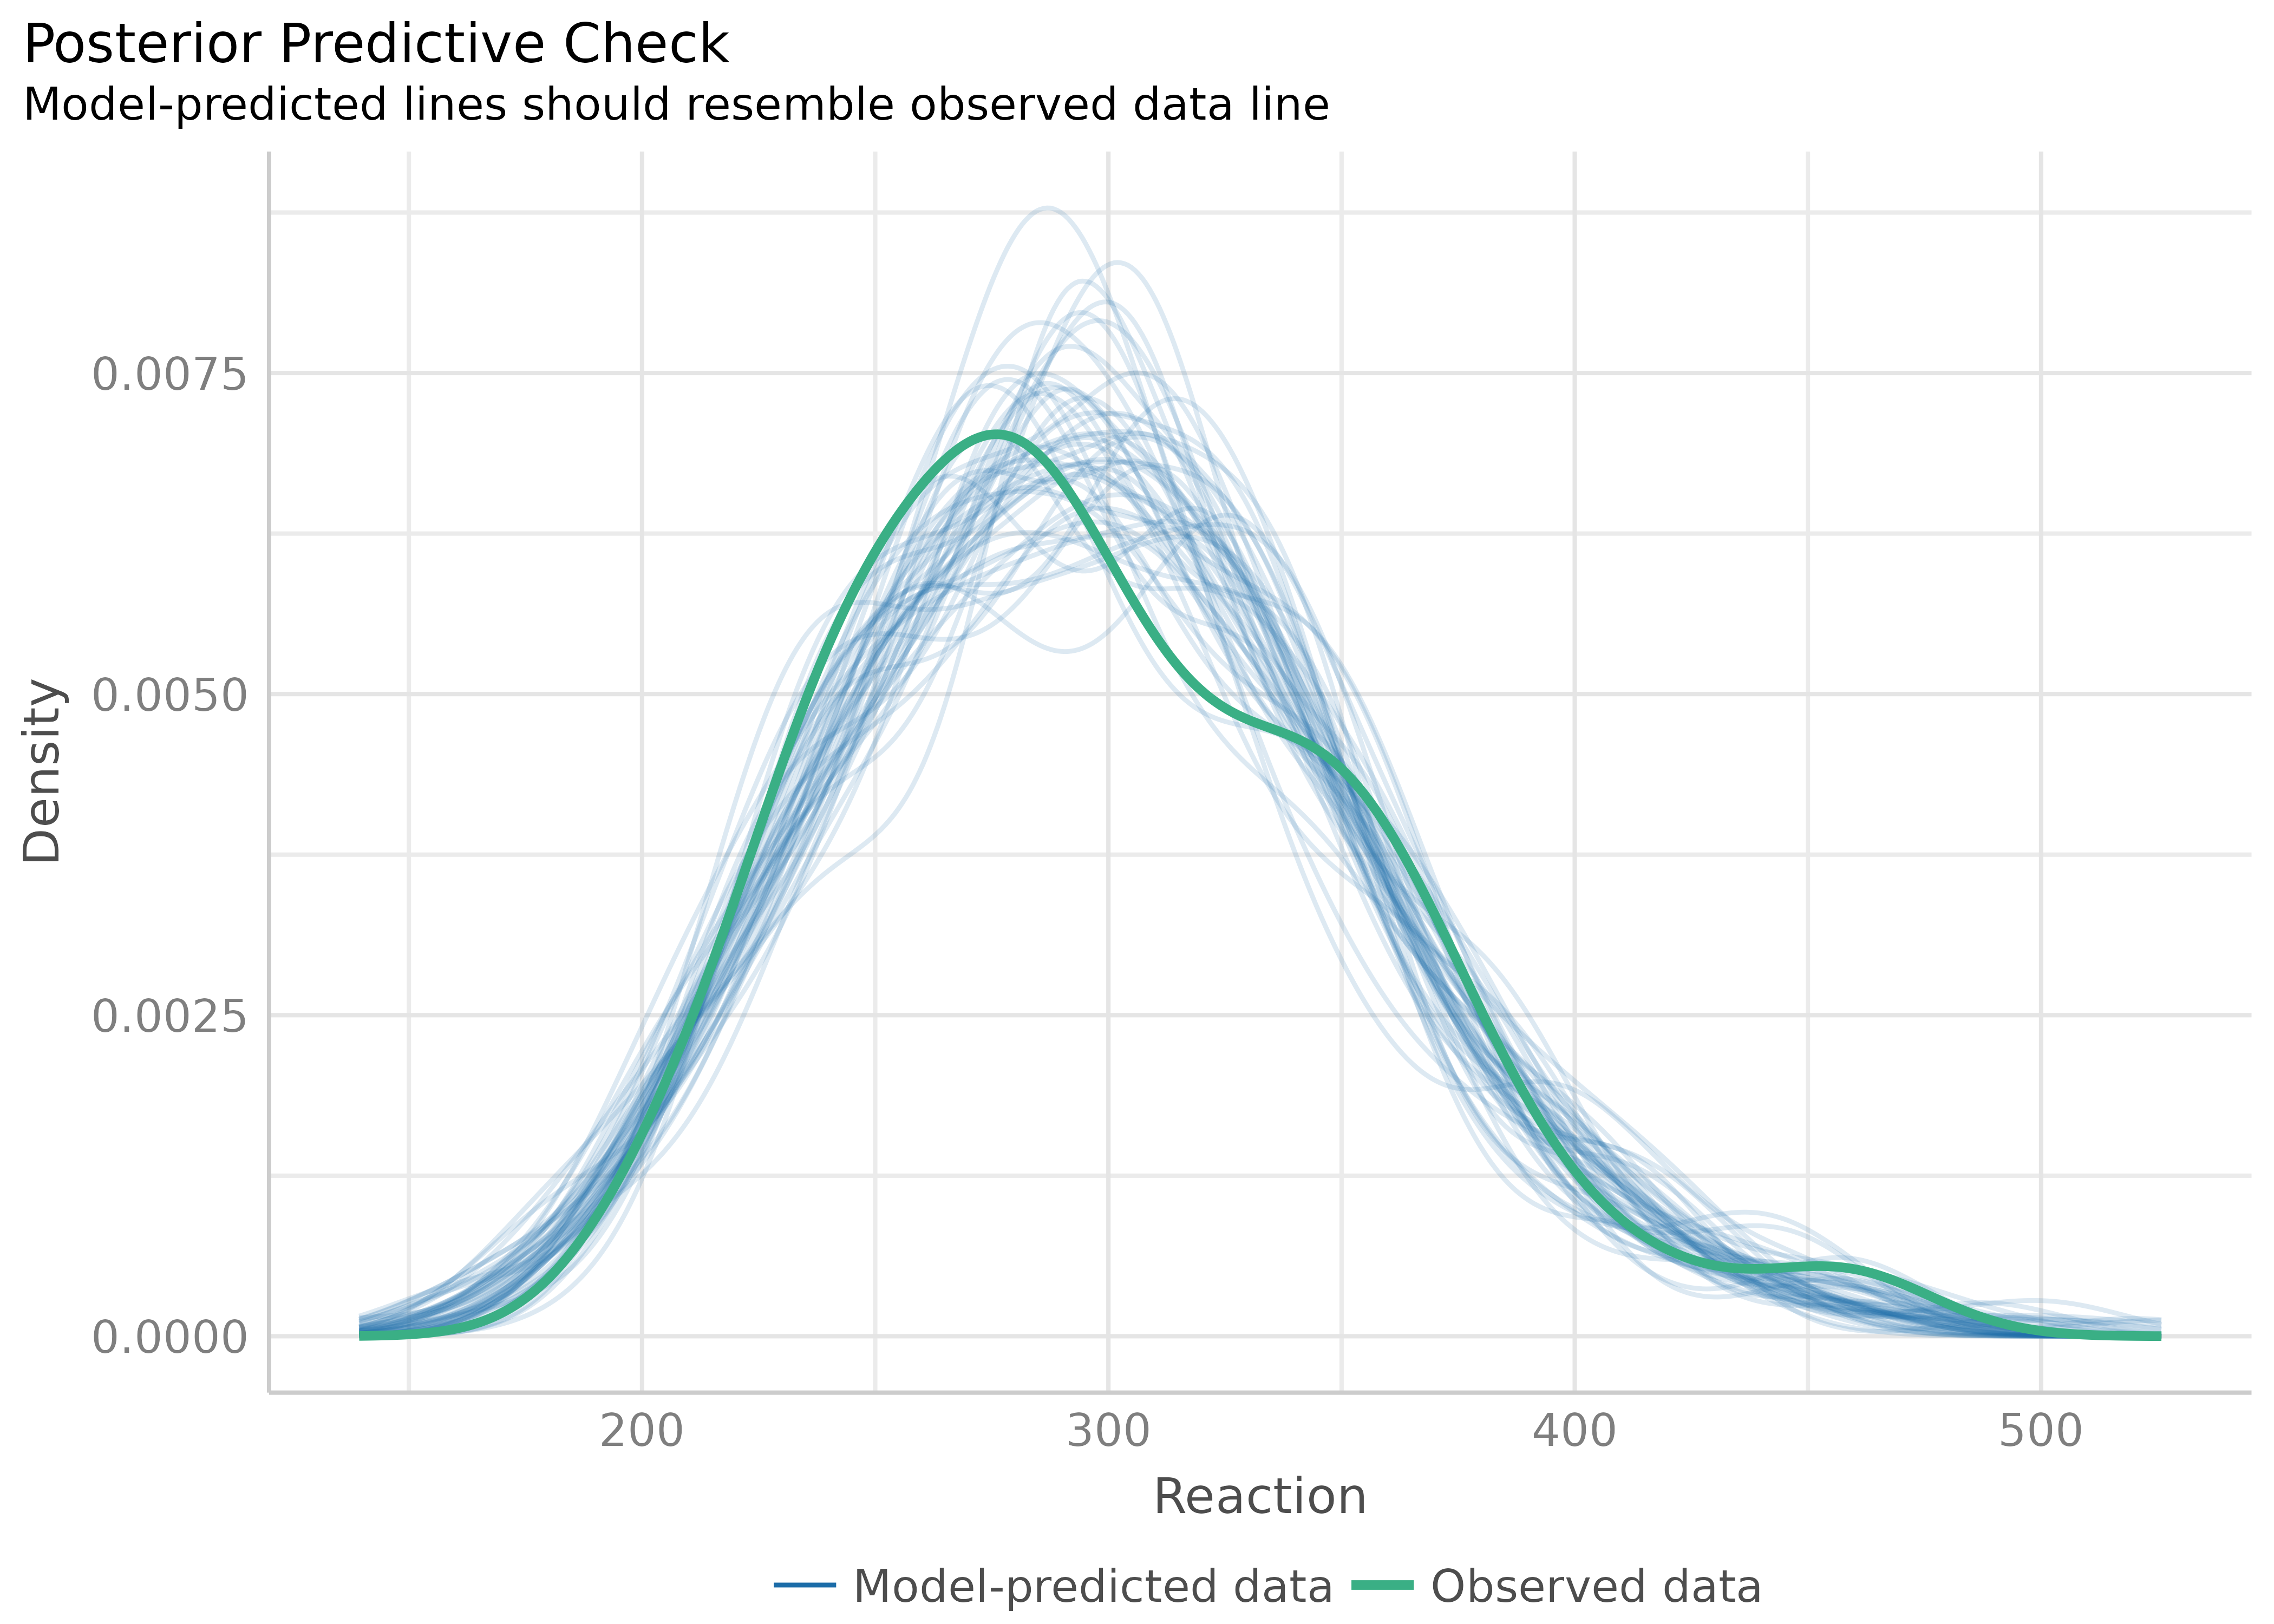 Posterior Predictive Check
Model-predicted lines should resemble observed data line
Density
0.0075
0.0050
0.0025
0.0000
200 300 400 500
Reaction
Model-predicted data Observed data